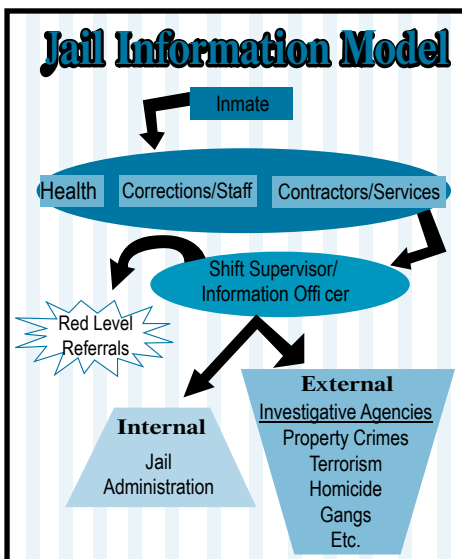 Jail Information Model
Inmate
Health Corrections/Staff Contractors/Services
Shift Supervisor/
Information Offi cer
Red Level
Referrals
Internal
Jail
Administration
External
Investigative Agencies
Property Crimes
Terrorism
Homicide
Gangs
Etc.